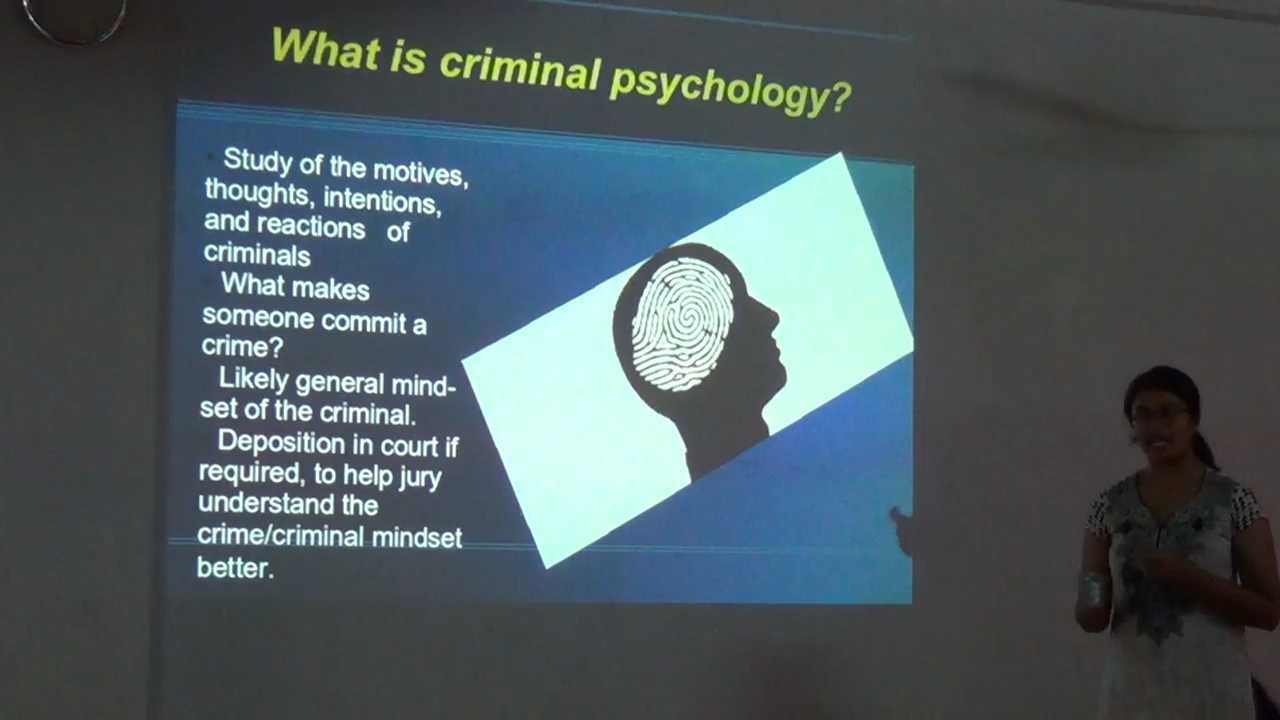 What is criminal psychology?
Study of the motives,
thoughts, intentions,
and reactions of
criminals
What makes
someone commit a
crime?
Likely general mind-
set of the criminal.
Deposition in court if
required, to help jury
understand the
crime/criminal mindset
better.